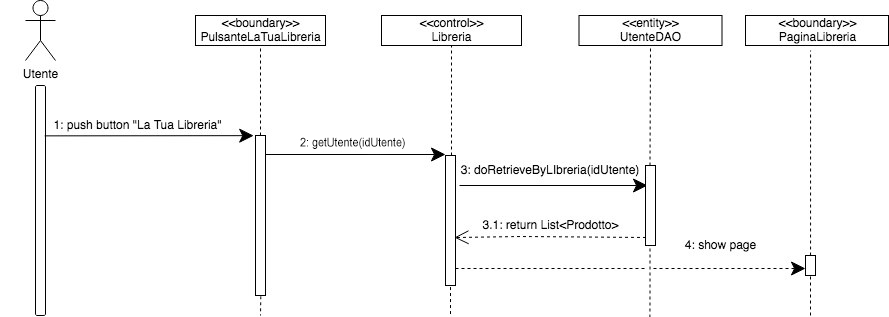 <<boundary>>
PulsanteLaTuaLibreria
<<control>>
Libreria
<<entity>>
UtenteDAO
<<boundary>>
PaginaLibreria
Utente
1: push button "La Tua Libreria"
2: getUtente(idUtente)
3: doRetrieveByLIbreria(idUtente)
3.1: return List<Prodotto>
4: show page